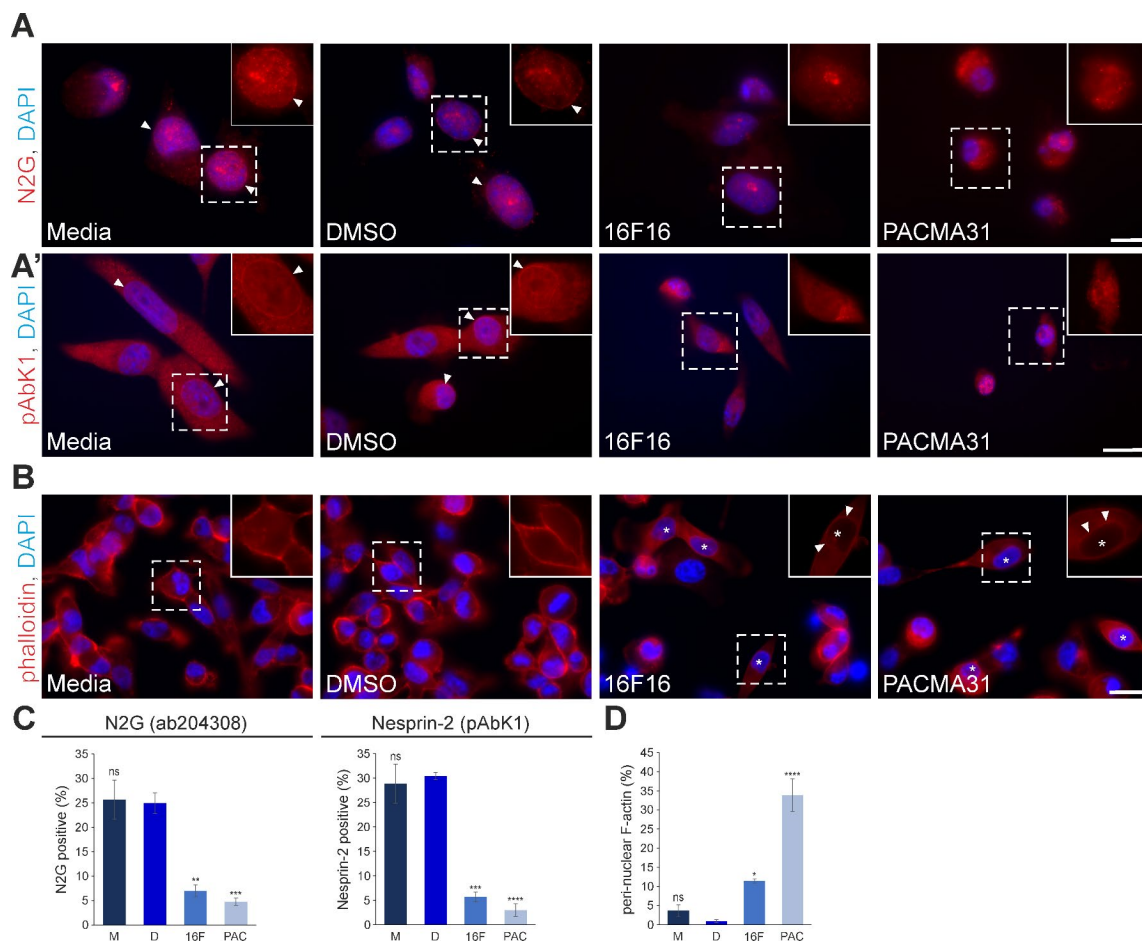 A
N2G, DAPI
Media
DMSO
16F16
PACMA31
A'
pAbK1, DAPI
Media
DMSO
16F16
PACMA31
B
phalloidin, DAPI
Media
DMSO
16F16
PACMA31
* * * * * * * *
C
N2G (ab204308)
N2G positive (%)
40
35
30
25
20
15
10
5
0
ns
**
***
M D 16F PAC
Nesprin-2 (pAbK1)
Nesprin-2 positive (%)
35
30
25
20
15
10
5
0
ns
***
****
M D 16F PAC
D
peri-nuclear F-actin (%)
45
40
35
30
25
20
15
10
5
0
ns
*
****
M D 16F PAC